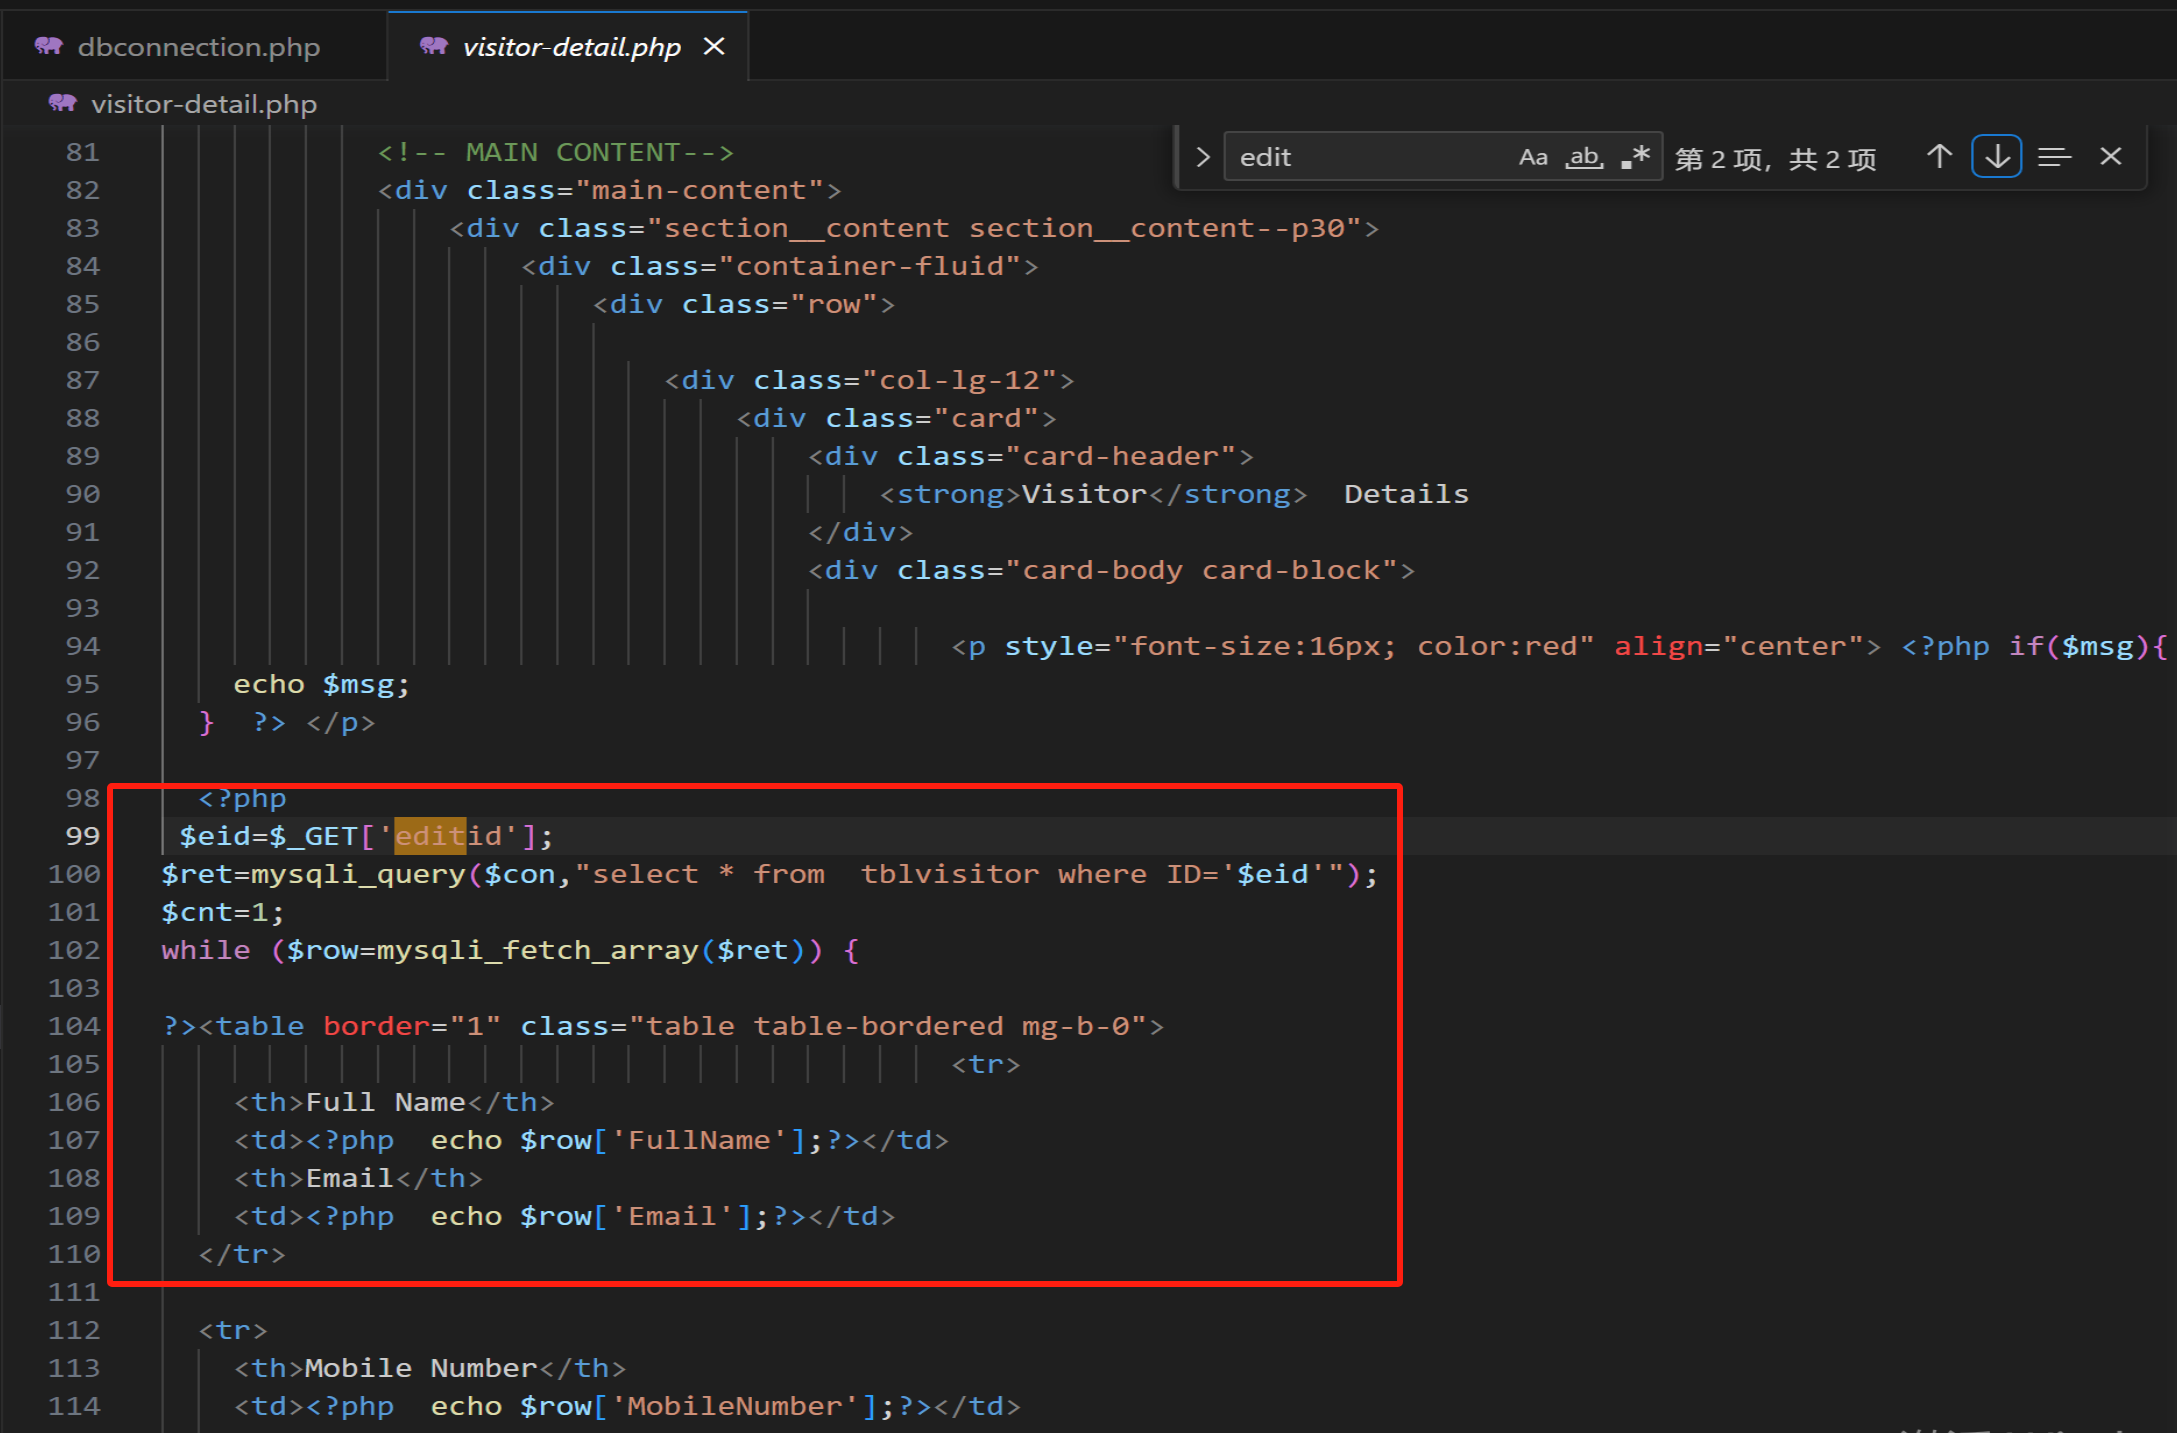 dbconnection.php
visitor-detail.php
visitor-detail.php
edit Aa ab .* 第 2 项，共 2 项
81 <!-- MAIN CONTENT-->
82 <div class="main-content">
83 <div class="section__content section__content--p30">
84 <div class="container-fluid">
85 <div class="row">
86
87 <div class="col-lg-12">
88 <div class="card">
89 <div class="card-header">
90 <strong>Visitor</strong>  Details
91 </div>
92 <div class="card-body card-block">
93
94 <p style="font-size:16px; color:red" align="center"> <?php if($msg){
95 echo $msg;
96 }  ?> </p>
97
98 <?php
99 $eid=$_GET['editid'];
100 $ret=mysqli_query($con,"select * from  tblvisitor where ID='$eid'");
101 $cnt=1;
102 while ($row=mysqli_fetch_array($ret)) {
103
104 ?><table border="1" class="table table-bordered mg-b-0">
105 <tr>
106 <th>Full Name</th>
107 <td><?php  echo $row['FullName'];?></td>
108 <th>Email</th>
109 <td><?php  echo $row['Email'];?></td>
110 </tr>
111
112 <tr>
113 <th>Mobile Number</th>
114 <td><?php  echo $row['MobileNumber'];?></td>